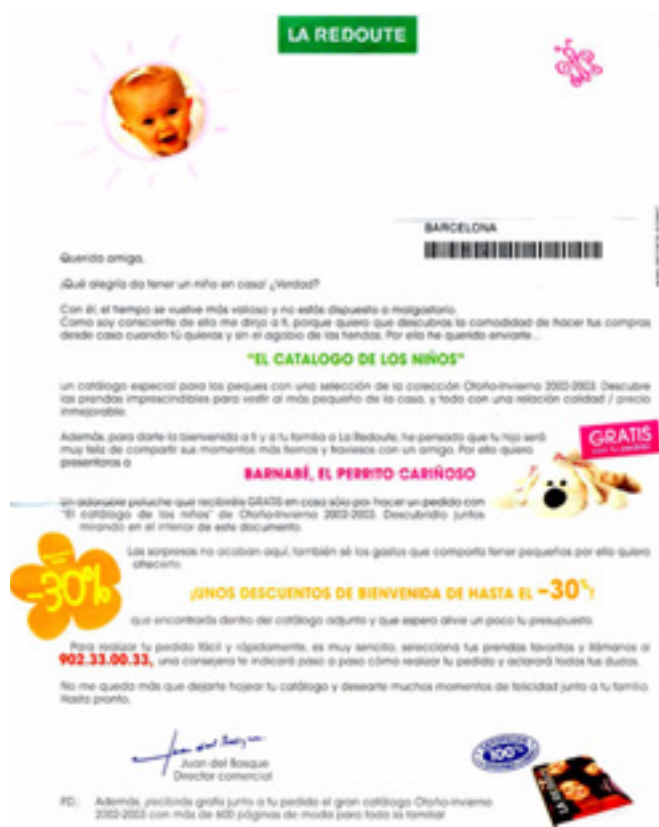 LA REDOUTE
BARCELONA
Querida amiga,
¡Qué alegría da tener un niño en casa! ¿Verdad?
Con él, el tiempo se vuelve más valioso y no estás dispuesto a malgastarlo.
Como soy consciente de ello me dirijo a ti, porque quiero que descubras la comodidad de hacer tus compras
desde casa cuando tú quieras y sin el agobio de las tiendas. Por ello he querido enviarte...
"EL CATALOGO DE LOS NIÑOS"
un catálogo especial para los peques con una selección de la colección Otoño-Invierno 2002-2003. Descubre
las prendas imprescindibles para vestir al más pequeño de la casa, y todo con una relación calidad / precio
inmejorable.
Además, para darte la bienvenida a ti y a tu familia a La Redoute, he pensado que tu hijo será
muy feliz de compartir sus momentos más tiernos y traviesos con un amigo. Por ello quiero
presentaros a
GRATIS
con tu pedido
BARNABÉ, EL PERRITO CARIÑOSO
Un adorable peluche que recibiréis GRATIS en casa sólo por hacer un pedido con
"El catálogo de los niños" de Otoño-Invierno 2002-2003. Descubridlo juntos
mirando en el interior de este documento.
-30%
Las sorpresas no acaban aquí, también sé los gastos que comporta tener pequeños por ello quiero
ofrecerte:
¡UNOS DESCUENTOS DE BIENVENIDA DE HASTA EL -30%!
que encontrarás dentro del catálogo adjunto y que espero alivie un poco tu presupuesto.
Para realizar tu pedido fácil y rápidamente, es muy sencillo, selecciona tus prendas favoritas y llámanos al
902.33.00.33, una consejera te indicará paso a paso cómo realizar tu pedido y aclarará todas tus dudas.
No me queda más que dejarte hojear tu catálogo y desearte muchos momentos de felicidad junto a tu familia.
Hasta pronto,
Juan del Bosque
Director comercial
100%
LA REDOUTE
PD: Además, ¡recibirás gratis junto a tu pedido el gran catálogo Otoño-Invierno
2002-2003 con más de 600 páginas de moda para toda la familia!